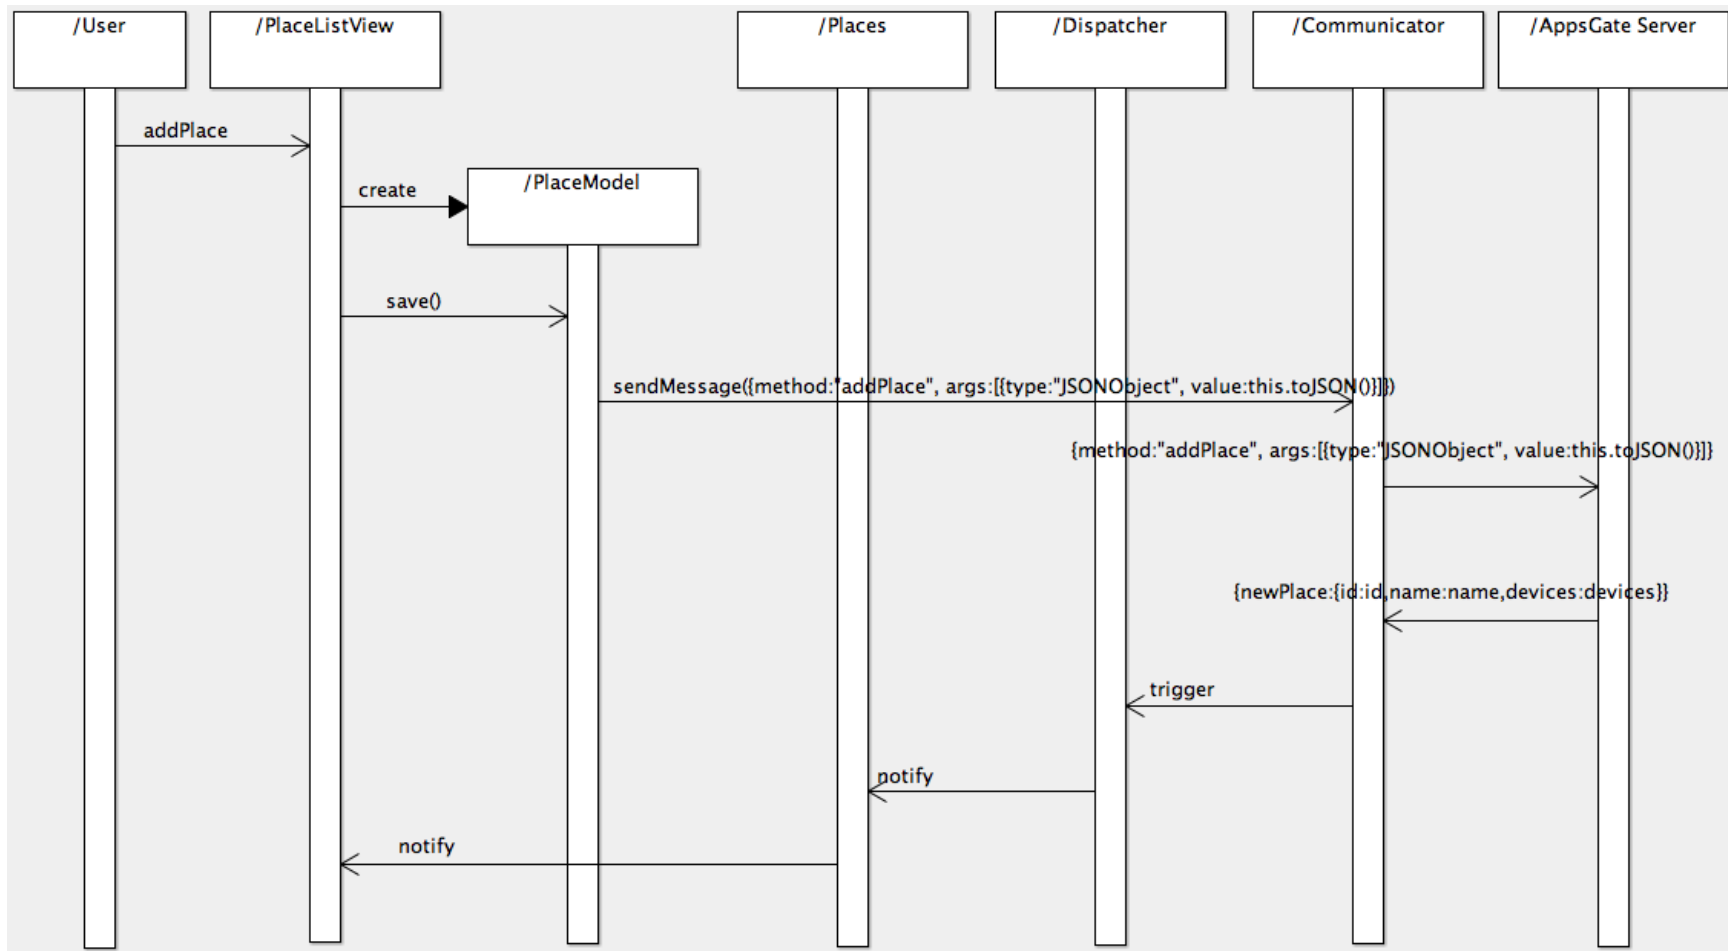 /User
/PlaceListView
/Places
/Dispatcher
/Communicator
/AppsGate Server
addPlace
/PlaceModel
create
save()
sendMessage({method:"addPlace", args:[{type:"JSONObject", value:this.toJSON()}]})
{method:"addPlace", args:[{type:"JSONObject", value:this.toJSON()}]}
{newPlace:{id:id,name:name,devices:devices}}
trigger
notify
notify